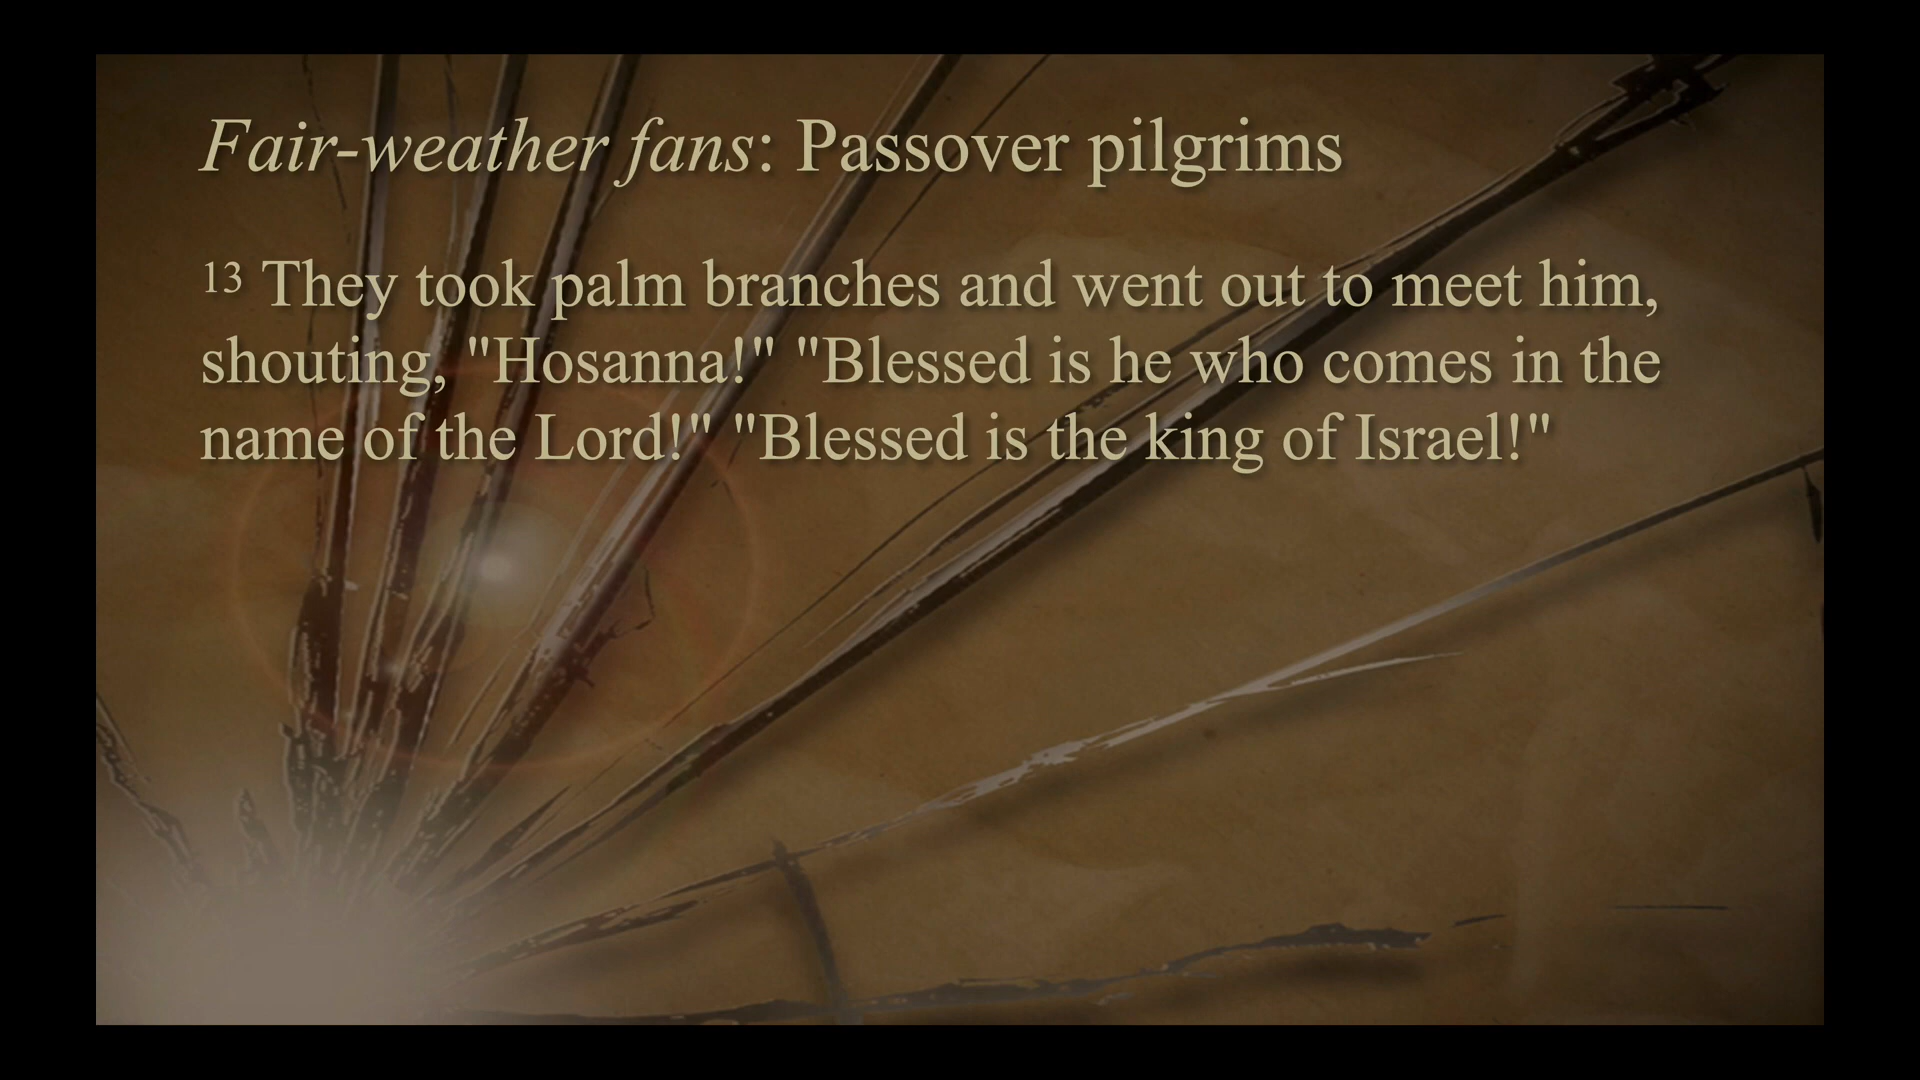 Fair-weather fans: Passover pilgrims
13 They took palm branches and went out to meet him,
shouting, "Hosanna!" "Blessed is he who comes in the
name of the Lord!" "Blessed is the king of Israel!"